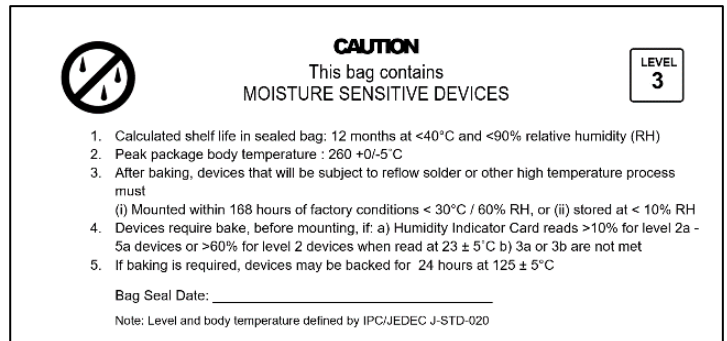 CAUTION
This bag contains
MOISTURE SENSITIVE DEVICES
LEVEL
3
1. Calculated shelf life in sealed bag: 12 months at <40°C and <90% relative humidity (RH)
2. Peak package body temperature : 260 +0/-5°C
3. After baking, devices that will be subject to reflow solder or other high temperature process
must
(i) Mounted within 168 hours of factory conditions < 30°C / 60% RH, or (ii) stored at < 10% RH
4. Devices require bake, before mounting, if: a) Humidity Indicator Card reads >10% for level 2a -
5a devices or >60% for level 2 devices when read at 23 ± 5°C b) 3a or 3b are not met
5. If baking is required, devices may be backed for 24 hours at 125 ± 5°C
Bag Seal Date:
Note: Level and body temperature defined by IPC/JEDEC J-STD-020